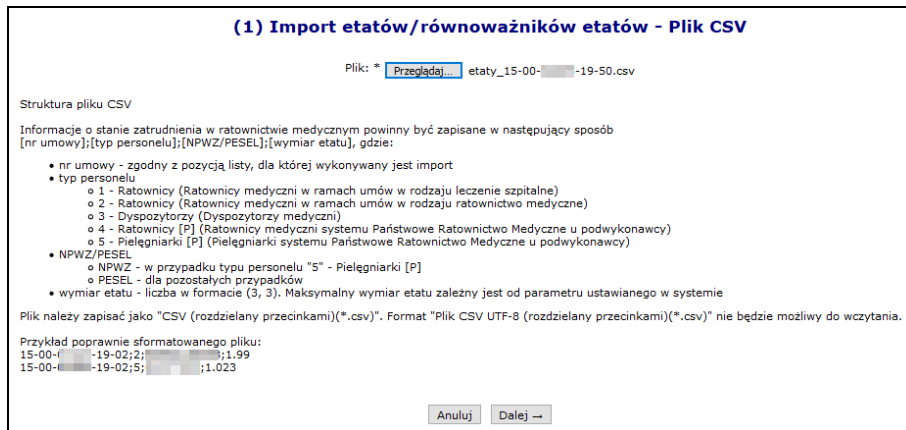 (1) Import etatów/równoważników etatów - Plik CSV
Plik: * Przeglądaj... etaty_15-00- -19-50.csv
Struktura pliku CSV
Informacje o stanie zatrudnienia w ratownictwie medycznym powinny być zapisane w następujący sposób
[nr umowy];[typ personelu];[NPWZ/PESEL];[wymiar etatu], gdzie:
• nr umowy - zgodny z pozycją listy, dla której wykonywany jest import
• typ personelu
o 1 - Ratownicy (Ratownicy medyczni w ramach umów w rodzaju leczenie szpitalne)
o 2 - Ratownicy (Ratownicy medyczni w ramach umów w rodzaju ratownictwo medyczne)
o 3 - Dyspozytorzy (Dyspozytorzy medyczni)
o 4 - Ratownicy [P] (Ratownicy medyczni systemu Państwowe Ratownictwo Medyczne u podwykonawcy)
o 5 - Pielęgniarki [P] (Pielęgniarki systemu Państwowe Ratownictwo Medyczne u podwykonawcy)
• NPWZ/PESEL
o NPWZ - w przypadku typu personelu "5" - Pielęgniarki [P]
o PESEL - dla pozostałych przypadków
• wymiar etatu - liczba w formacie (3, 3). Maksymalny wymiar etatu zależny jest od parametru ustawianego w systemie
Plik należy zapisać jako "CSV (rozdzielany przecinkami)(*.csv)". Format "Plik CSV UTF-8 (rozdzielany przecinkami)(*.csv)" nie będzie możliwy do wczytania.
Przykład poprawnie sformatowanego pliku:
15-00- -19-02;2; ;1.99
15-00- -19-02;5; ;1.023
Anuluj Dalej →